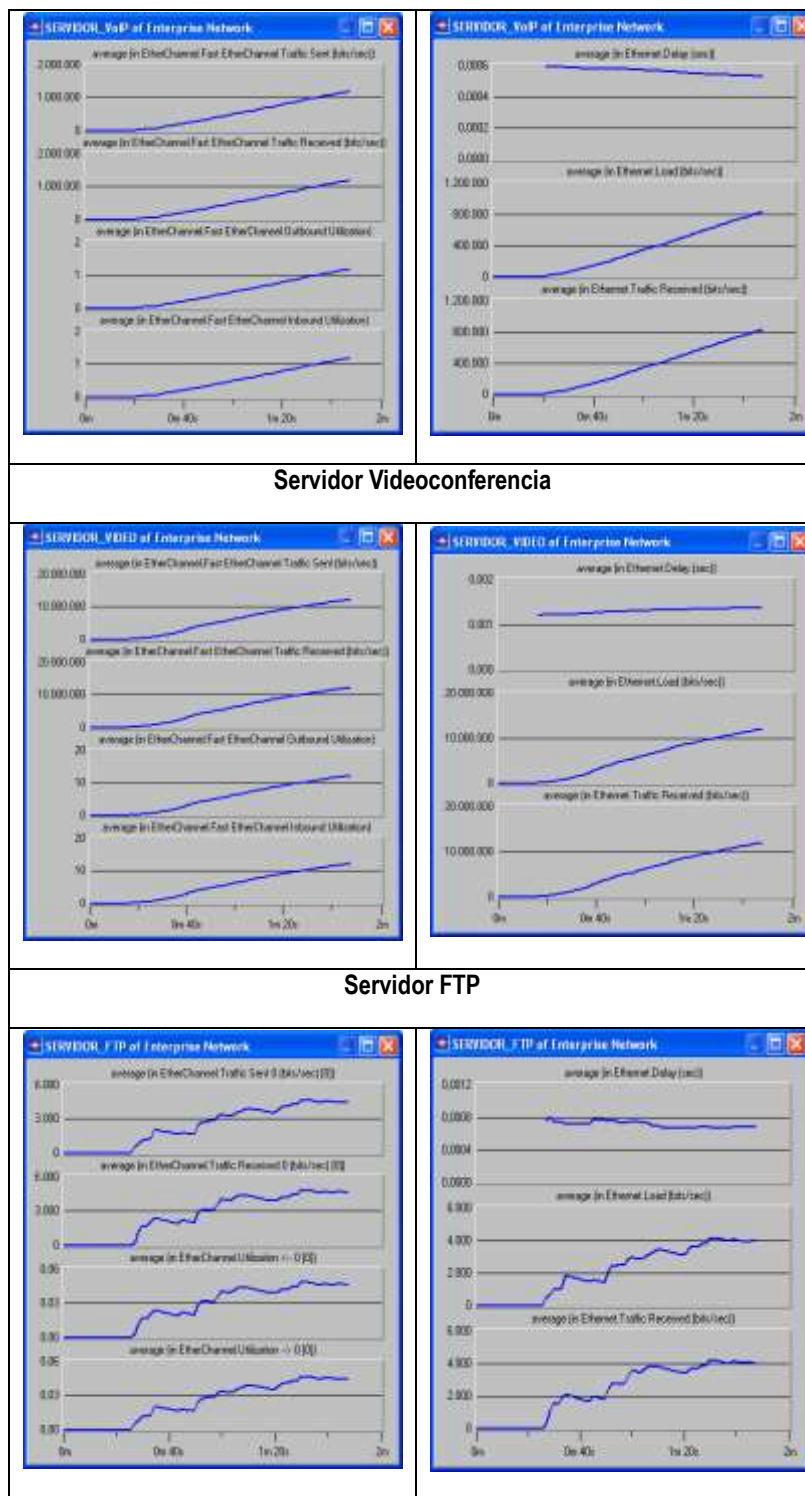 SERVIDOR_VoIP of Enterprise Network
average (in EtherChannel.Fast EtherChannel Traffic Sent (bits/sec))
2.000.000
1.000.000
0
average (in EtherChannel.Fast EtherChannel Traffic Received (bits/sec))
2.000.000
1.000.000
0
average (in EtherChannel.Fast EtherChannel Outbound Utilization)
2
1
0
average (in EtherChannel.Fast EtherChannel Inbound Utilization)
2
1
0
0m 0m 40s 1m 20s 2m
SERVIDOR_VoIP of Enterprise Network
average (in Ethernet.Delay (sec))
0,0006
0,0004
0,0002
0,0000
average (in Ethernet.Load (bits/sec))
1.200.000
800.000
400.000
0
average (in Ethernet.Traffic Received (bits/sec))
1.200.000
800.000
400.000
0
0m 0m 40s 1m 20s 2m
Servidor Videoconferencia
SERVIDOR_VIDEO of Enterprise Network
average (in EtherChannel.Fast EtherChannel Traffic Sent (bits/sec))
20.000.000
10.000.000
0
average (in EtherChannel.Fast EtherChannel Traffic Received (bits/sec))
20.000.000
10.000.000
0
average (in EtherChannel.Fast EtherChannel Outbound Utilization)
20
10
0
average (in EtherChannel.Fast EtherChannel Inbound Utilization)
20
10
0
0m 0m 40s 1m 20s 2m
SERVIDOR_VIDEO of Enterprise Network
average (in Ethernet.Delay (sec))
0,002
0,001
0,000
average (in Ethernet.Load (bits/sec))
20.000.000
10.000.000
0
average (in Ethernet.Traffic Received (bits/sec))
20.000.000
10.000.000
0
0m 0m 40s 1m 20s 2m
Servidor FTP
SERVIDOR_FTP of Enterprise Network
average (in EtherChannel.Traffic Sent 0 (bits/sec) [0])
6.000
3.000
0
average (in EtherChannel.Traffic Received 0 (bits/sec) [0])
6.000
3.000
0
average (in EtherChannel.Utilization <- 0 [0])
0,06
0,03
0,00
average (in EtherChannel.Utilization -> 0 [0])
0,06
0,03
0,00
0m 0m 40s 1m 20s 2m
SERVIDOR_FTP of Enterprise Network
average (in Ethernet.Delay (sec))
0,0012
0,0008
0,0004
0,0000
average (in Ethernet.Load (bits/sec))
6.000
4.000
2.000
0
average (in Ethernet.Traffic Received (bits/sec))
6.000
4.000
2.000
0
0m 0m 40s 1m 20s 2m